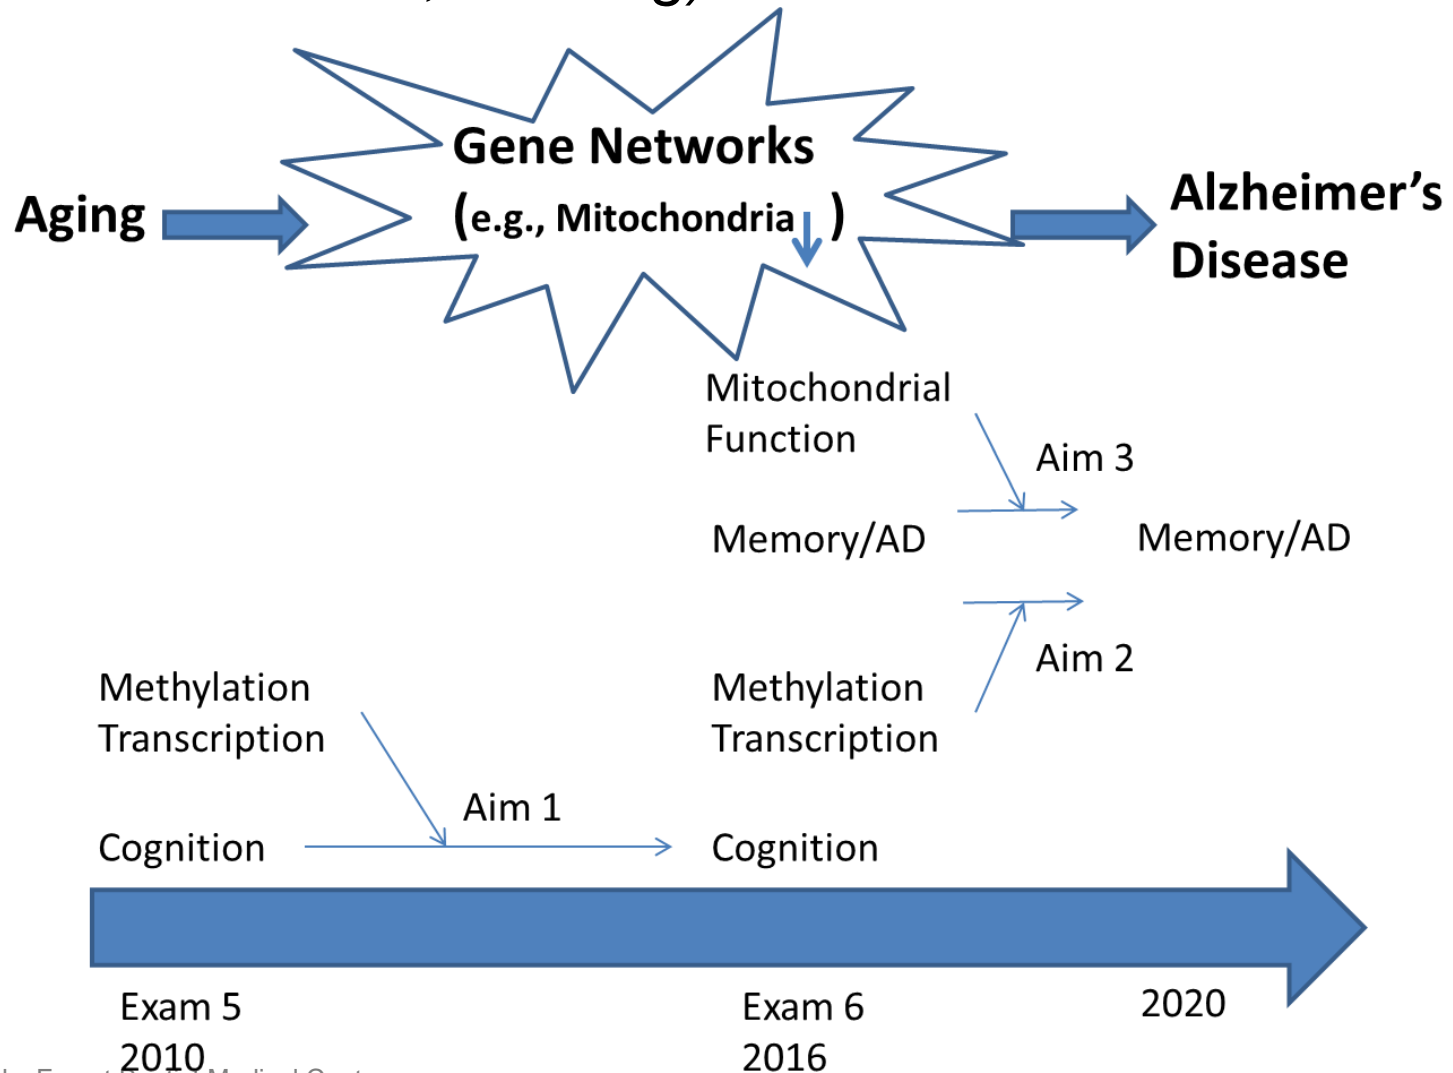 Gene Networks
(e.g., Mitochondria )
Aging
Alzheimer’s
Disease
Mitochondrial
Function
Aim 3
Memory/AD
Memory/AD
Aim 2
Methylation
Transcription
Methylation
Transcription
Aim 1
Cognition
Cognition
Exam 5
2010
Exam 6
2016
2020